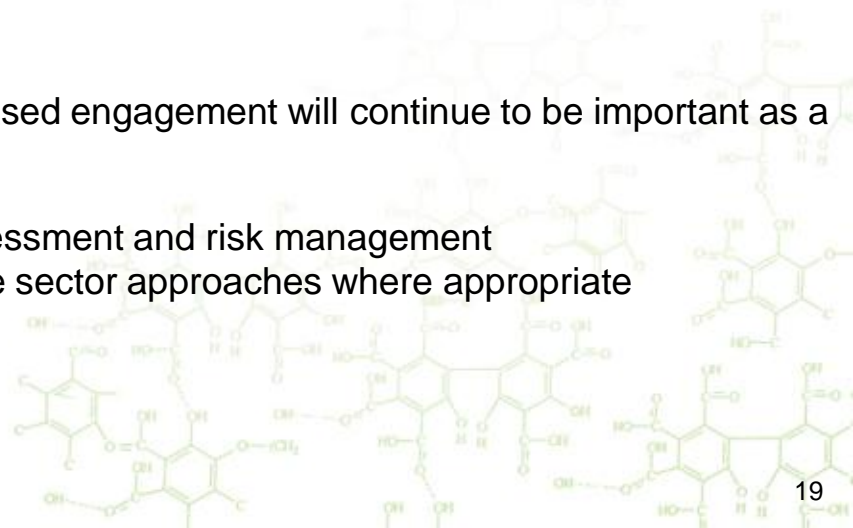 sed engagement will continue to be important as a
essment and risk management
e sector approaches where appropriate
19